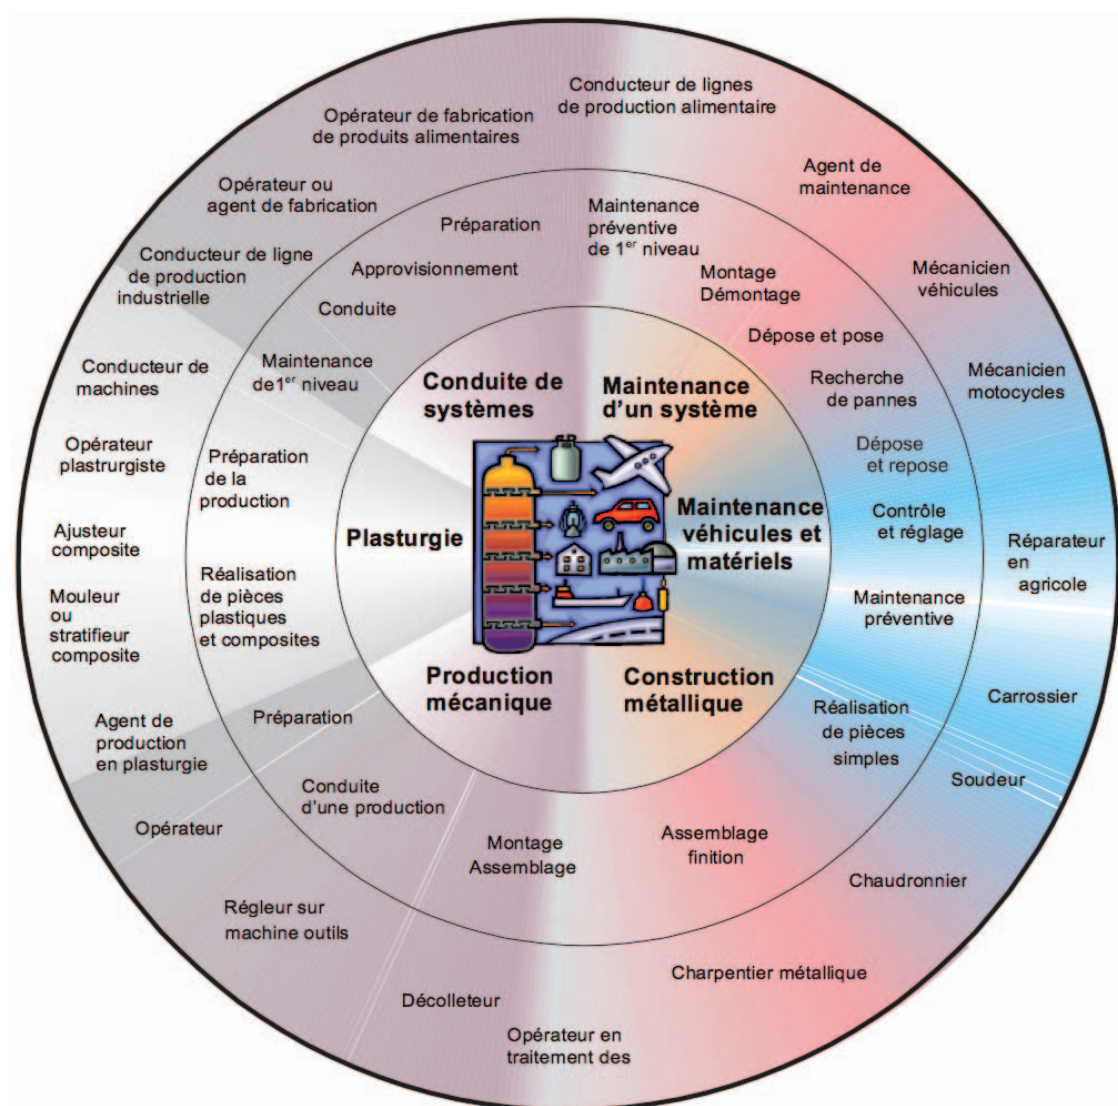 Conducteur de lignes
de production alimentaire
Opérateur de fabrication
de produits alimentaires
Agent de
maintenance
Opérateur ou
agent de fabrication
Préparation
Maintenance
préventive
de 1er niveau
Conducteur de ligne
de production
industrielle
Approvisionnement
Montage
Démontage
Mécanicien
véhicules
Conduite
Dépose et pose
Conducteur de
machines
Maintenance
de1er niveau
Conduite de
systèmes
Maintenance
d'un système
Recherche
de pannes
Mécanicien
motocycles
Opérateur
plastrurgiste
Préparation
de la
production
Dépose
et repose
Ajusteur
composite
Plasturgie
Maintenance
véhicules et
matériels
Contrôle
et réglage
Réparateur
en
agricole
Mouleur
ou
stratifieur
composite
Réalisation
de pièces
plastiques
et composites
Maintenance
préventive
Production
mécanique
Construction
métallique
Carrossier
Agent de
production
en plasturgie
Préparation
Réalisation
de pièces
simples
Soudeur
Opérateur
Conduite
d'une production
Montage
Assemblage
Assemblage
finition
Chaudronnier
Régleur sur
machine outils
Charpentier métallique
Décolleteur
Opérateur en
traitement des